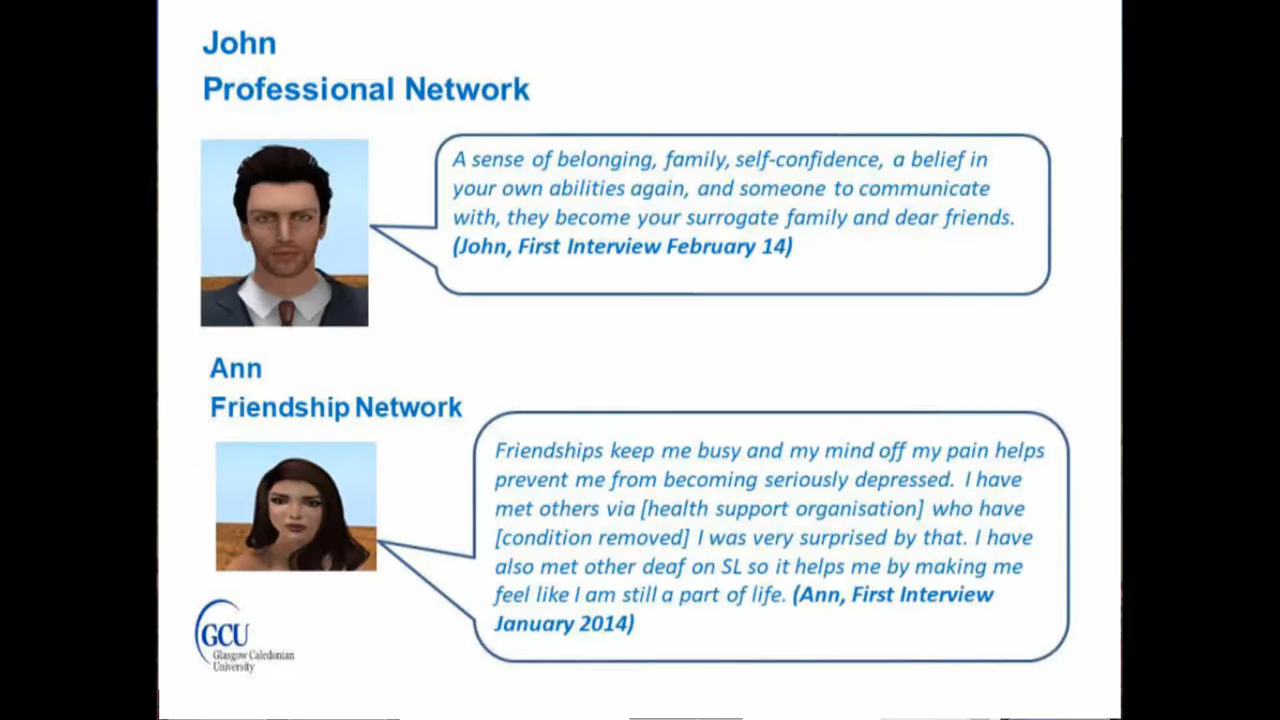 John
Professional Network
A sense of belonging, family, self-confidence, a belief in
your own abilities again, and someone to communicate
with, they become your surrogate family and dear friends.
(John, First Interview February 14)
Ann
Friendship Network
Friendships keep me busy and my mind off my pain helps
prevent me from becoming seriously depressed. I have
met others via [health support organisation] who have
[condition removed] I was very surprised by that. I have
also met other deaf on SL so it helps me by making me
feel like I am still a part of life. (Ann, First Interview
January 2014)
GCU
Glasgow Caledonian
University